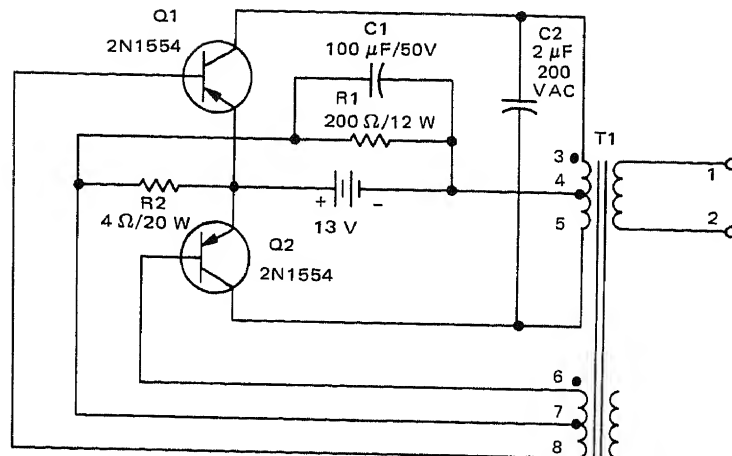 Q1
2N1554
C1
100 μF/50V
R1
200 Ω/12 W
C2
2 μF
200
VAC
T1
3
4
5
1
2
R2
4 Ω/20 W
+
–
13 V
Q2
2N1554
6
7
8